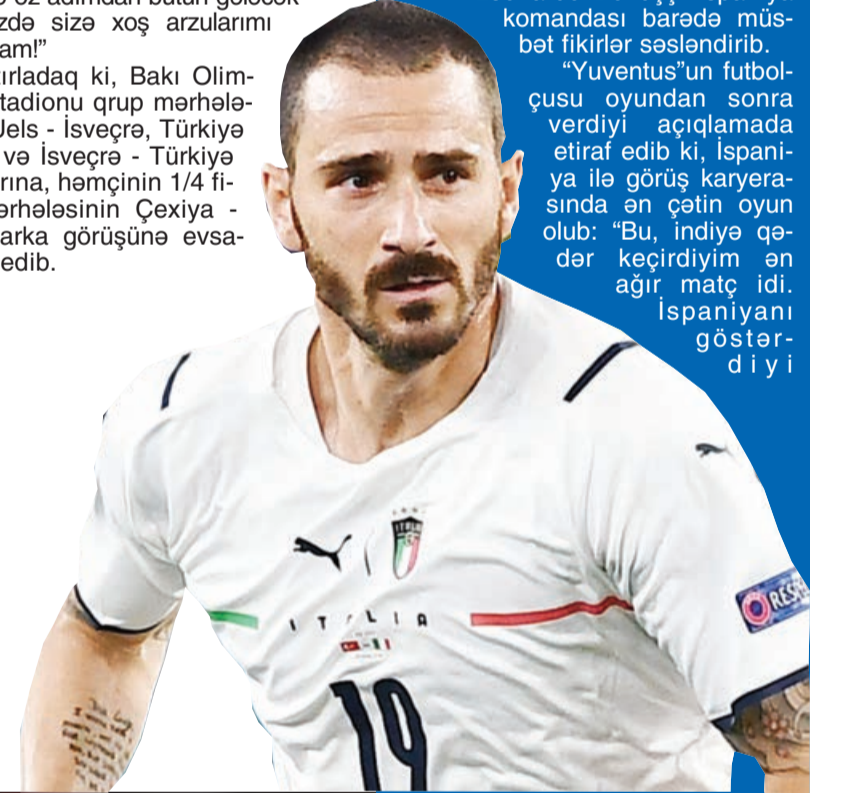 zdə sizə xoş arzularımı
am!”
ırladaq ki, Bakı Olim-
tadionu qrup mərhələ-
Uels - İsveçrə, Türkiyə
və İsveçrə - Türkiyə
rına, həmçinin 1/4 fi-
ərhələsinin Çexiya -
arka görüşünə evsa-
edib.
komandası barədə müs-
bət fikirlər səsləndirib.
“Yuventus”un futbol-
çusu oyundan sonra
verdiyi açıqlamada
etiraf edib ki, İspani-
ya ilə görüş karyera-
sında ən çətin oyun
olub: “Bu, indiyə qə-
dər keçirdiyim ən
ağır matç idi.
İspaniyanı
göstər-
diyi
ITALIA
RESP
ITALIA
19